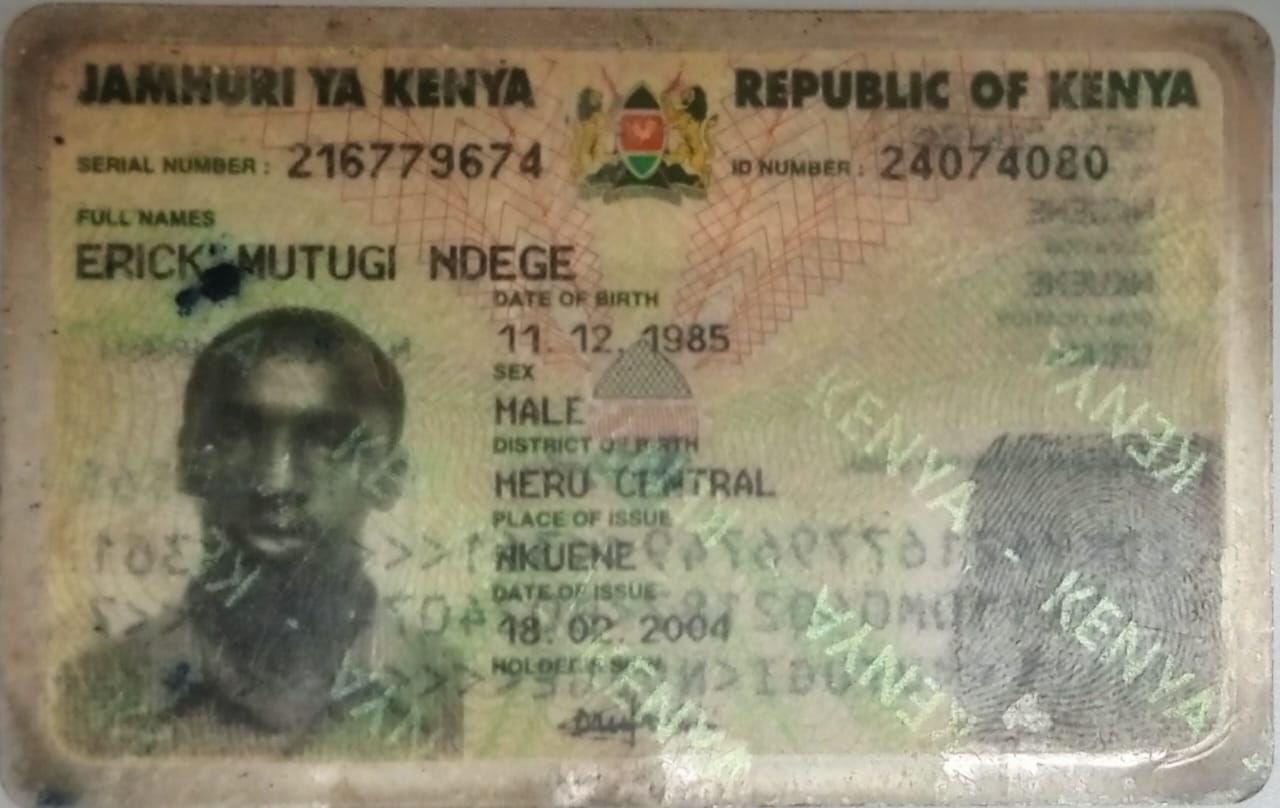 JAMHURI YA KENYA REPUBLIC OF KENYA
SERIAL NUMBER : 216779674 ID NUMBER : 24074080
FULL NAMES
ERICK MUTUGI NDEGE
DATE OF BIRTH
11. 12. 1985
SEX
MALE
DISTRICT OF BIRTH
MERU CENTRAL
PLACE OF ISSUE
NKUENE
DATE OF ISSUE
18. 02. 2004
HOLDER'S SIGN.
KENYA - KENYA
KENYA
KENYA
KENYA